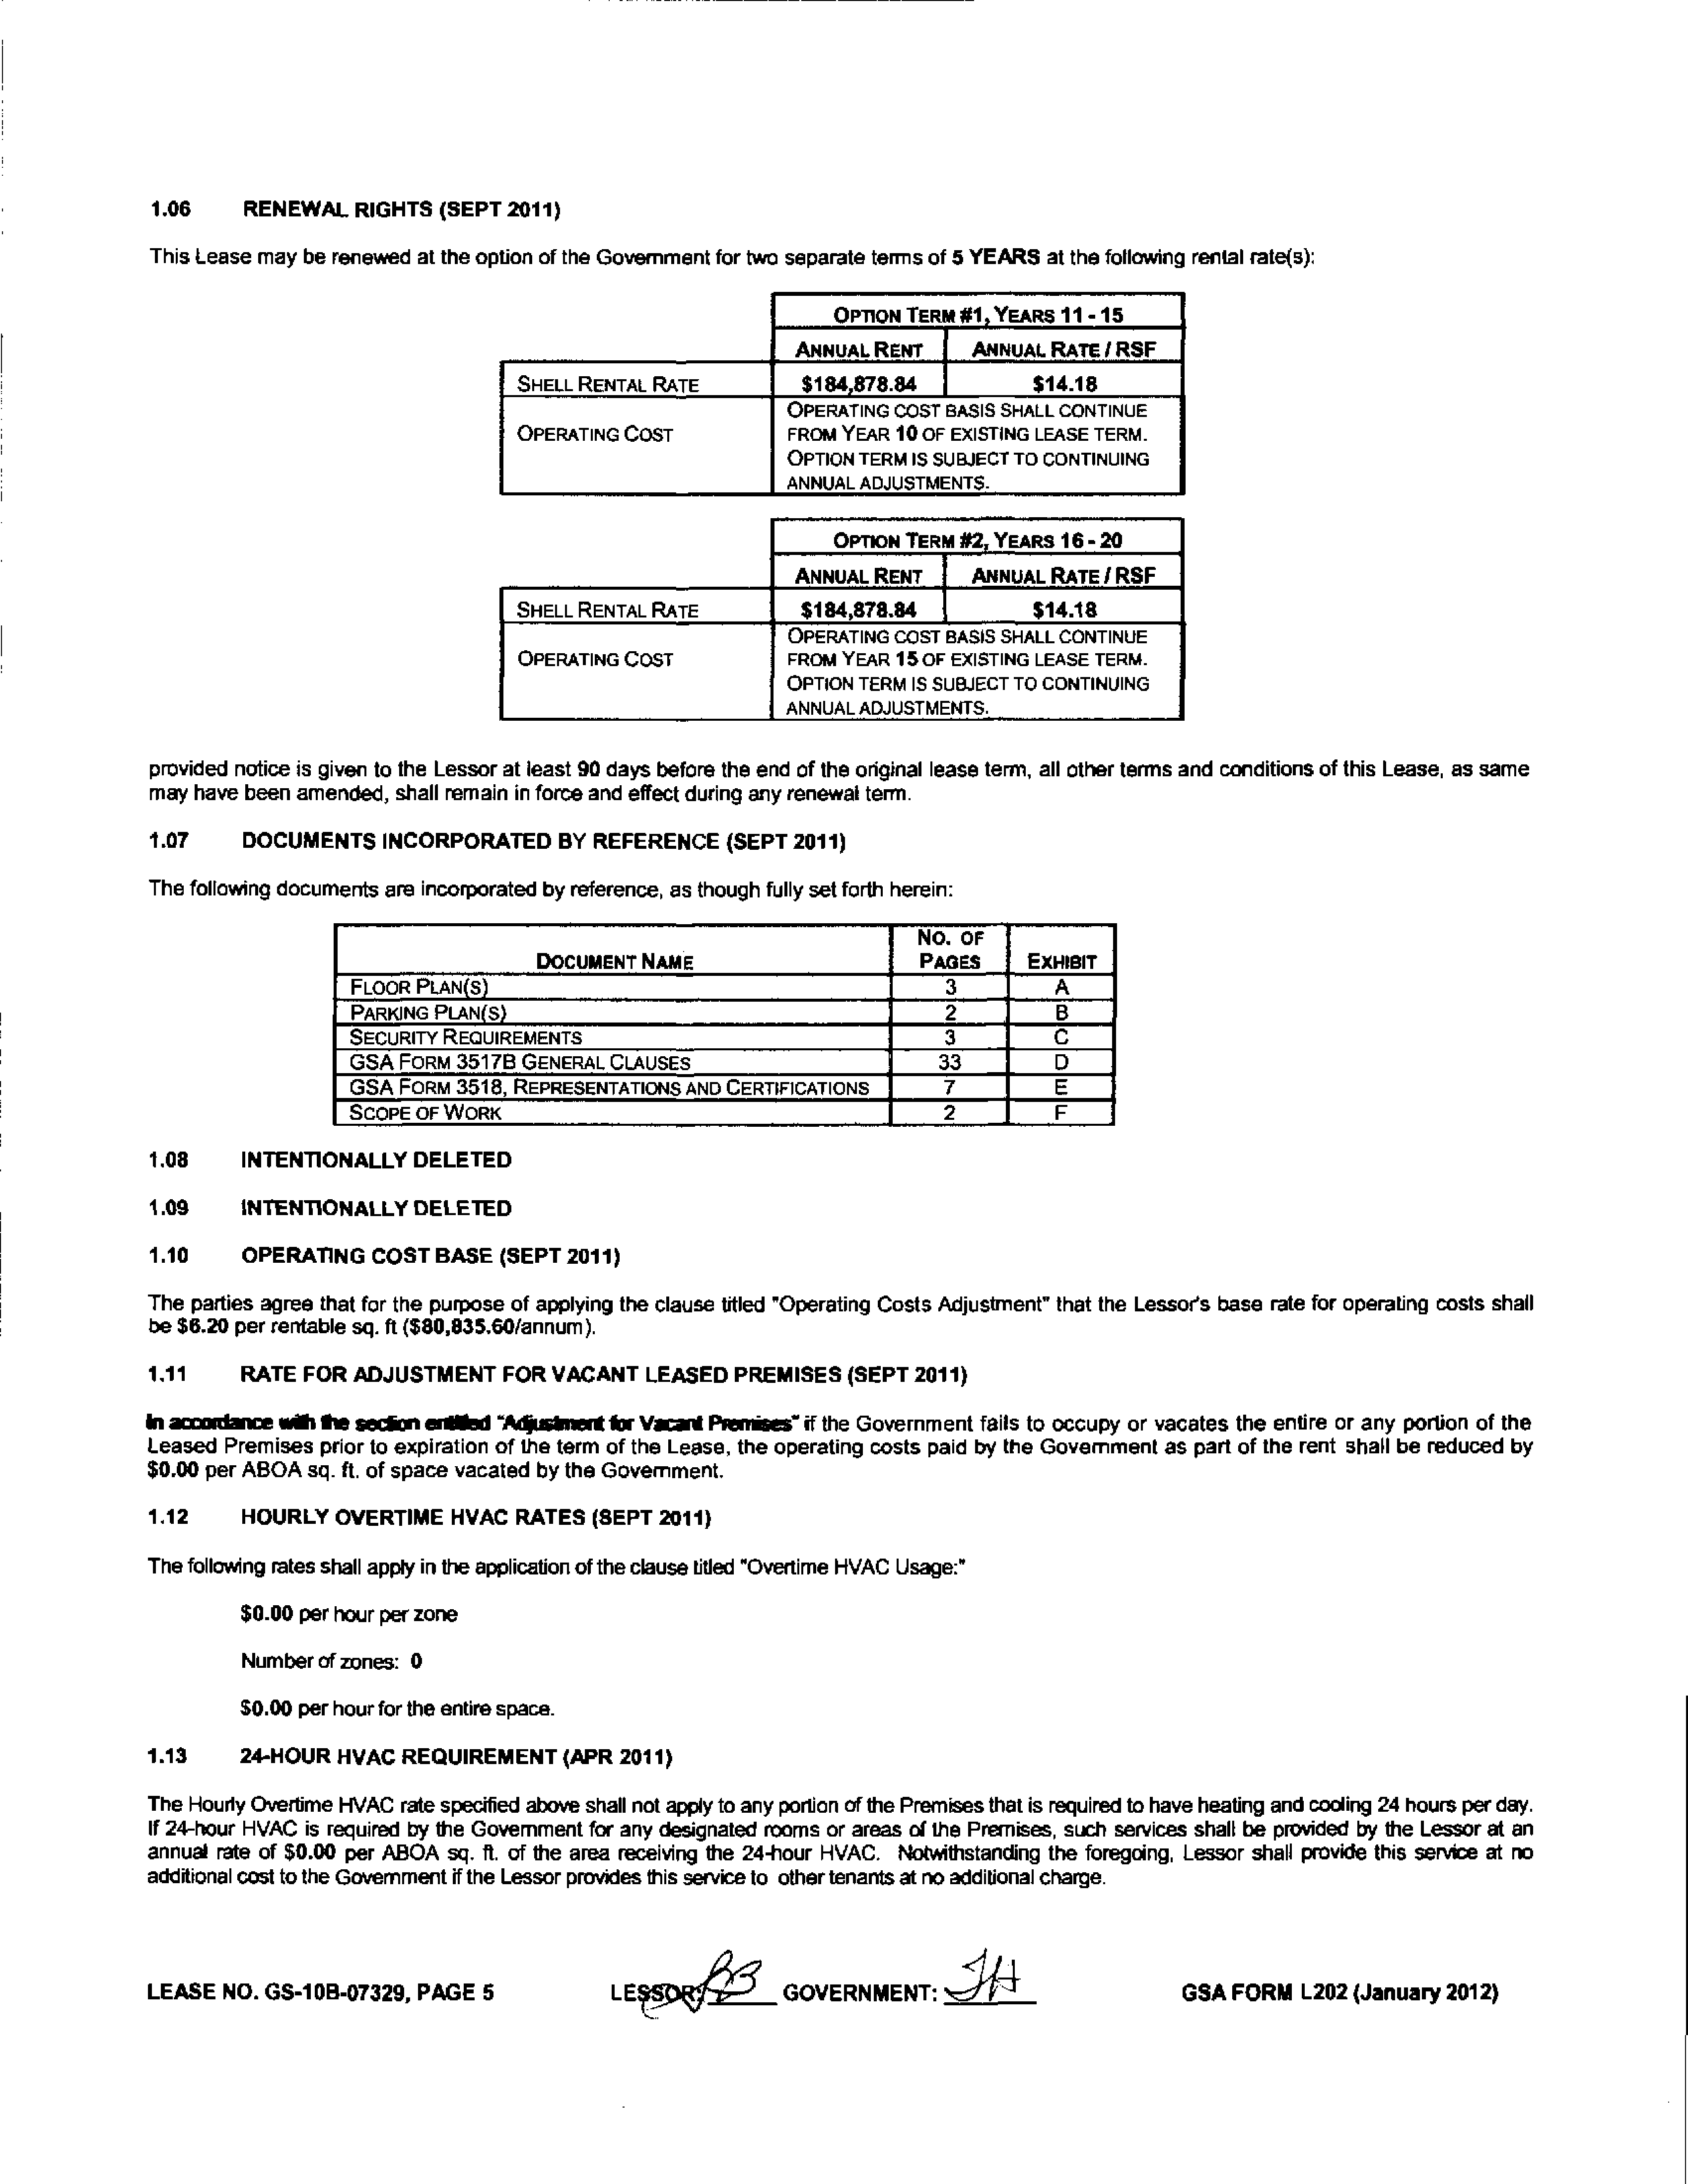 1.06 RENEWAL RIGHTS (SEPT 2011)
This Lease may be renewed at the option of the Government for two separate terms of 5 YEARS at the following rental rate(s):
OPTION TERM #1, YEARS 11 - 15
ANNUAL RENT ANNUAL RATE / RSF
SHELL RENTAL RATE $184,878.84 $14.18
OPERATING COST OPERATING COST BASIS SHALL CONTINUE
FROM YEAR 10 OF EXISTING LEASE TERM.
OPTION TERM IS SUBJECT TO CONTINUING
ANNUAL ADJUSTMENTS.
OPTION TERM #2, YEARS 16 - 20
ANNUAL RENT ANNUAL RATE / RSF
SHELL RENTAL RATE $184,878.84 $14.18
OPERATING COST OPERATING COST BASIS SHALL CONTINUE
FROM YEAR 15 OF EXISTING LEASE TERM.
OPTION TERM IS SUBJECT TO CONTINUING
ANNUAL ADJUSTMENTS.
provided notice is given to the Lessor at least 90 days before the end of the original lease term, all other terms and conditions of this Lease, as same
may have been amended, shall remain in force and effect during any renewal term.
1.07 DOCUMENTS INCORPORATED BY REFERENCE (SEPT 2011)
The following documents are incorporated by reference, as though fully set forth herein:
DOCUMENT NAME NO. OF PAGES EXHIBIT
FLOOR PLAN(S) 3 A
PARKING PLAN(S) 2 B
SECURITY REQUIREMENTS 3 C
GSA FORM 3517B GENERAL CLAUSES 33 D
GSA FORM 3518, REPRESENTATIONS AND CERTIFICATIONS 7 E
SCOPE OF WORK 2 F
1.08 INTENTIONALLY DELETED
1.09 INTENTIONALLY DELETED
1.10 OPERATING COST BASE (SEPT 2011)
The parties agree that for the purpose of applying the clause titled "Operating Costs Adjustment" that the Lessor's base rate for operating costs shall
be $6.20 per rentable sq. ft ($80,835.60/annum).
1.11 RATE FOR ADJUSTMENT FOR VACANT LEASED PREMISES (SEPT 2011)
In accordance with the section entitled "Adjustment for Vacant Premises" if the Government fails to occupy or vacates the entire or any portion of the
Leased Premises prior to expiration of the term of the Lease, the operating costs paid by the Government as part of the rent shall be reduced by
$0.00 per ABOA sq. ft. of space vacated by the Government.
1.12 HOURLY OVERTIME HVAC RATES (SEPT 2011)
The following rates shall apply in the application of the clause titled "Overtime HVAC Usage:"
$0.00 per hour per zone
Number of zones: 0
$0.00 per hour for the entire space.
1.13 24-HOUR HVAC REQUIREMENT (APR 2011)
The Hourly Overtime HVAC rate specified above shall not apply to any portion of the Premises that is required to have heating and cooling 24 hours per day.
If 24-hour HVAC is required by the Government for any designated rooms or areas of the Premises, such services shall be provided by the Lessor at an
annual rate of $0.00 per ABOA sq. ft. of the area receiving the 24-hour HVAC. Notwithstanding the foregoing, Lessor shall provide this service at no
additional cost to the Government if the Lessor provides this service to other tenants at no additional charge.
LEASE NO. GS-10B-07329, PAGE 5 LESSOR: GOVERNMENT: GSA FORM L202 (January 2012)